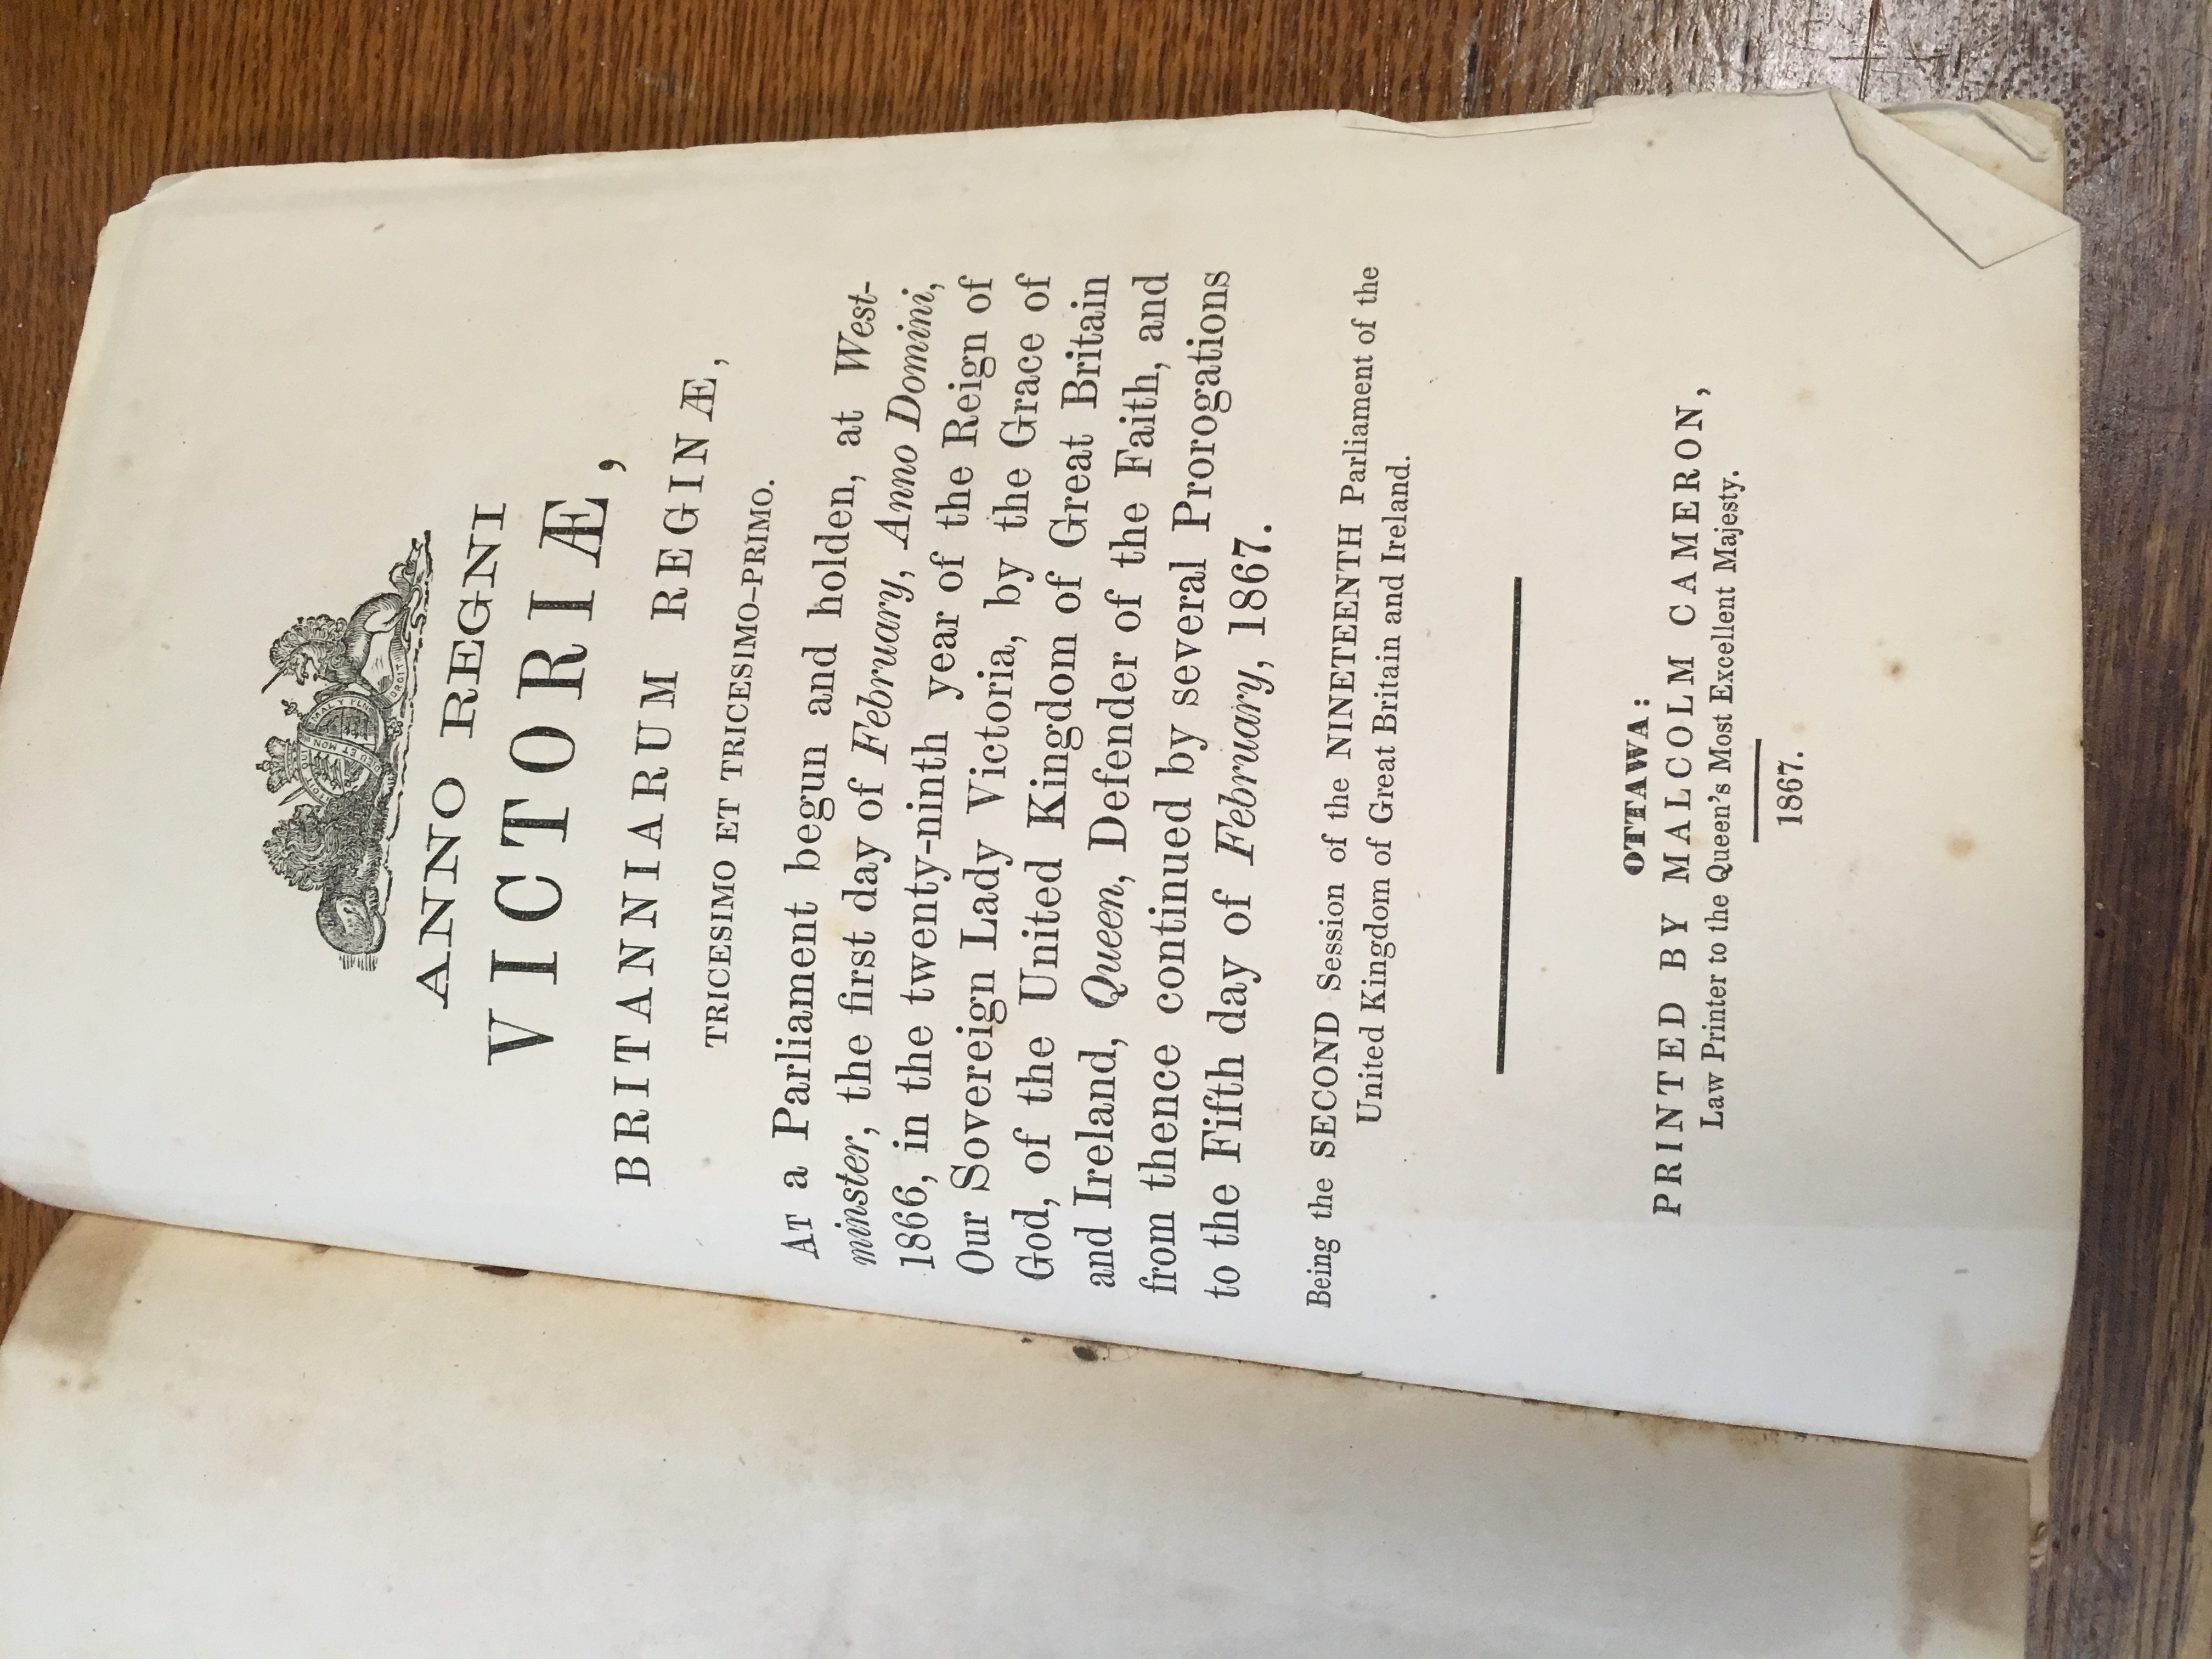 ANNO REGNI
VICTORIÆ,
BRITANNIARUM REGINÆ,
TRICESIMO ET TRICESIMO-PRIMO.
AT a Parliament begun and holden, at West-
minster, the first day of February, Anno Domini,
1866, in the twenty-ninth year of the Reign of
Our Sovereign Lady Victoria, by the Grace of
God, of the United Kingdom of Great Britain
and Ireland, Queen, Defender of the Faith, and
from thence continued by several Prorogations
to the Fifth day of February, 1867.
Being the SECOND Session of the NINETEENTH Parliament of the
United Kingdom of Great Britain and Ireland.
OTTAWA:
PRINTED BY MALCOLM CAMERON,
Law Printer to the Queen's Most Excellent Majesty.
1867.